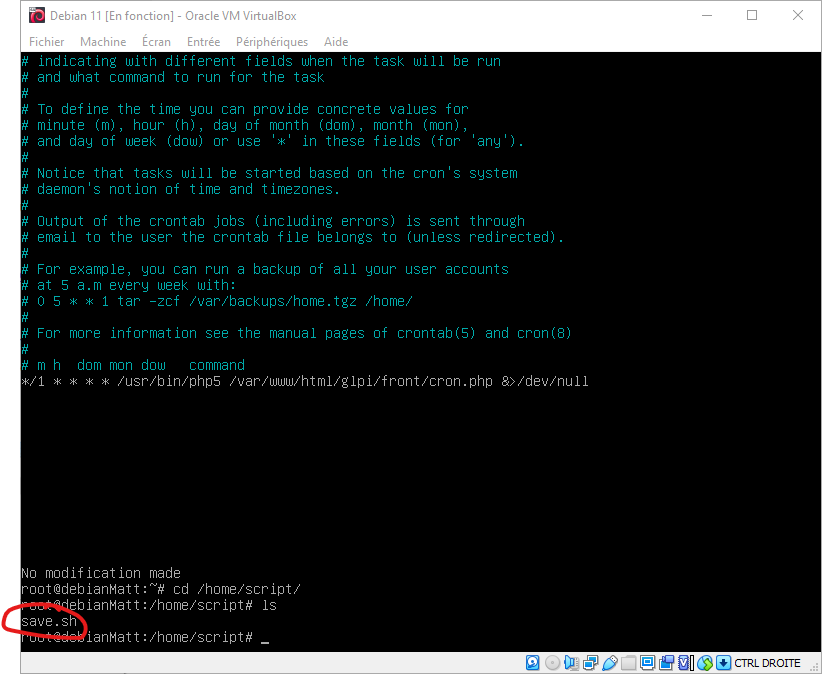 Debian 11 [En fonction] - Oracle VM VirtualBox
Fichier Machine Écran Entrée Périphériques Aide
# indicating with different fields when the task will be run
# and what command to run for the task
#
# To define the time you can provide concrete values for
# minute (m), hour (h), day of month (dom), month (mon),
# and day of week (dow) or use '*' in these fields (for 'any').
#
# Notice that tasks will be started based on the cron's system
# daemon's notion of time and timezones.
#
# Output of the crontab jobs (including errors) is sent through
# email to the user the crontab file belongs to (unless redirected).
#
# For example, you can run a backup of all your user accounts
# at 5 a.m every week with:
# 0 5 * * 1 tar -zcf /var/backups/home.tgz /home/
#
# For more information see the manual pages of crontab(5) and cron(8)
#
# m h  dom mon dow   command
*/1 * * * * /usr/bin/php5 /var/www/html/glpi/front/cron.php &>/dev/null
No modification made
root@debianMatt:~# cd /home/script/
root@debianMatt:/home/script# ls
save.sh
root@debianMatt:/home/script# _
CTRL DROITE